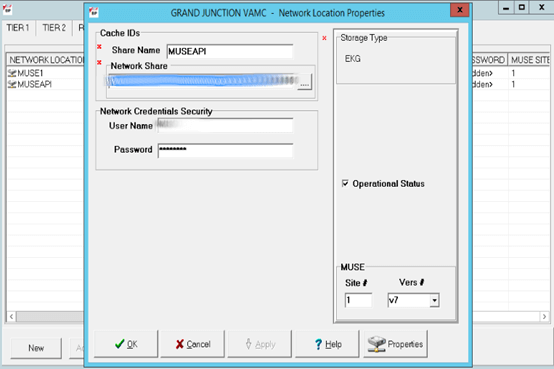 GRAND JUNCTION VAMC - Network Location Properties
x
TIER 1 TIER 2
NETWORK LOCATIO
SSWORD MUSE SITE
MUSE1
dden> 1
MUSEAPI
dden> 1
Cache IDs
Share Name MUSEAPI
Network Share
....
Network Credentials Security
User Name
Password ********
Storage Type
EKG
Operational Status
MUSE
Site # Vers #
1 v7
New
OK Cancel Apply Help Properties